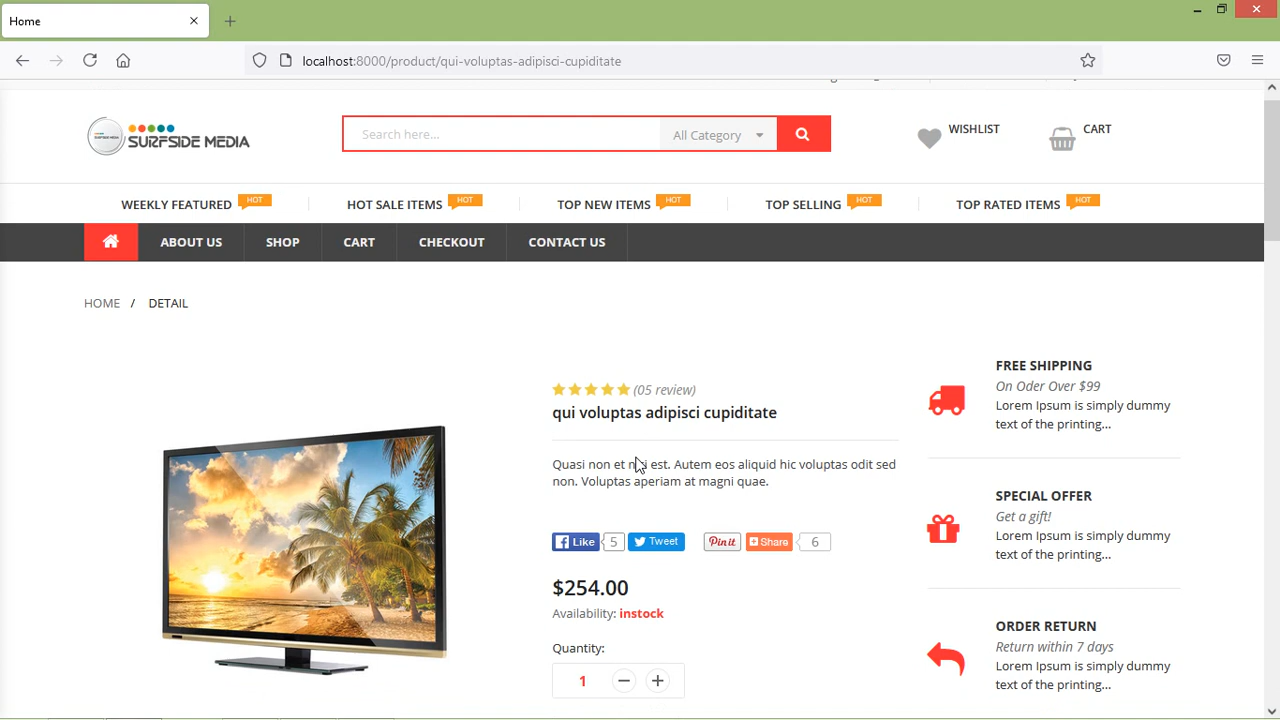 Home
localhost:8000/product/qui-voluptas-adipisci-cupiditate
SURFSIDE MEDIA
Search here...
All Category
WISHLIST
CART
WEEKLY FEATURED HOT
HOT SALE ITEMS HOT
TOP NEW ITEMS HOT
TOP SELLING HOT
TOP RATED ITEMS HOT
ABOUT US
SHOP
CART
CHECKOUT
CONTACT US
HOME / DETAIL
(05 review)
qui voluptas adipisci cupiditate
Quasi non et est. Autem eos aliquid hic voluptas odit sed
non. Voluptas aperiam at magni quae.
Like 5 Tweet Pin it Share 6
$254.00
Availability: instock
Quantity:
1
FREE SHIPPING
On Oder Over $99
Lorem Ipsum is simply dummy
text of the printing...
SPECIAL OFFER
Get a gift!
Lorem Ipsum is simply dummy
text of the printing...
ORDER RETURN
Return within 7 days
Lorem Ipsum is simply dummy
text of the printing...